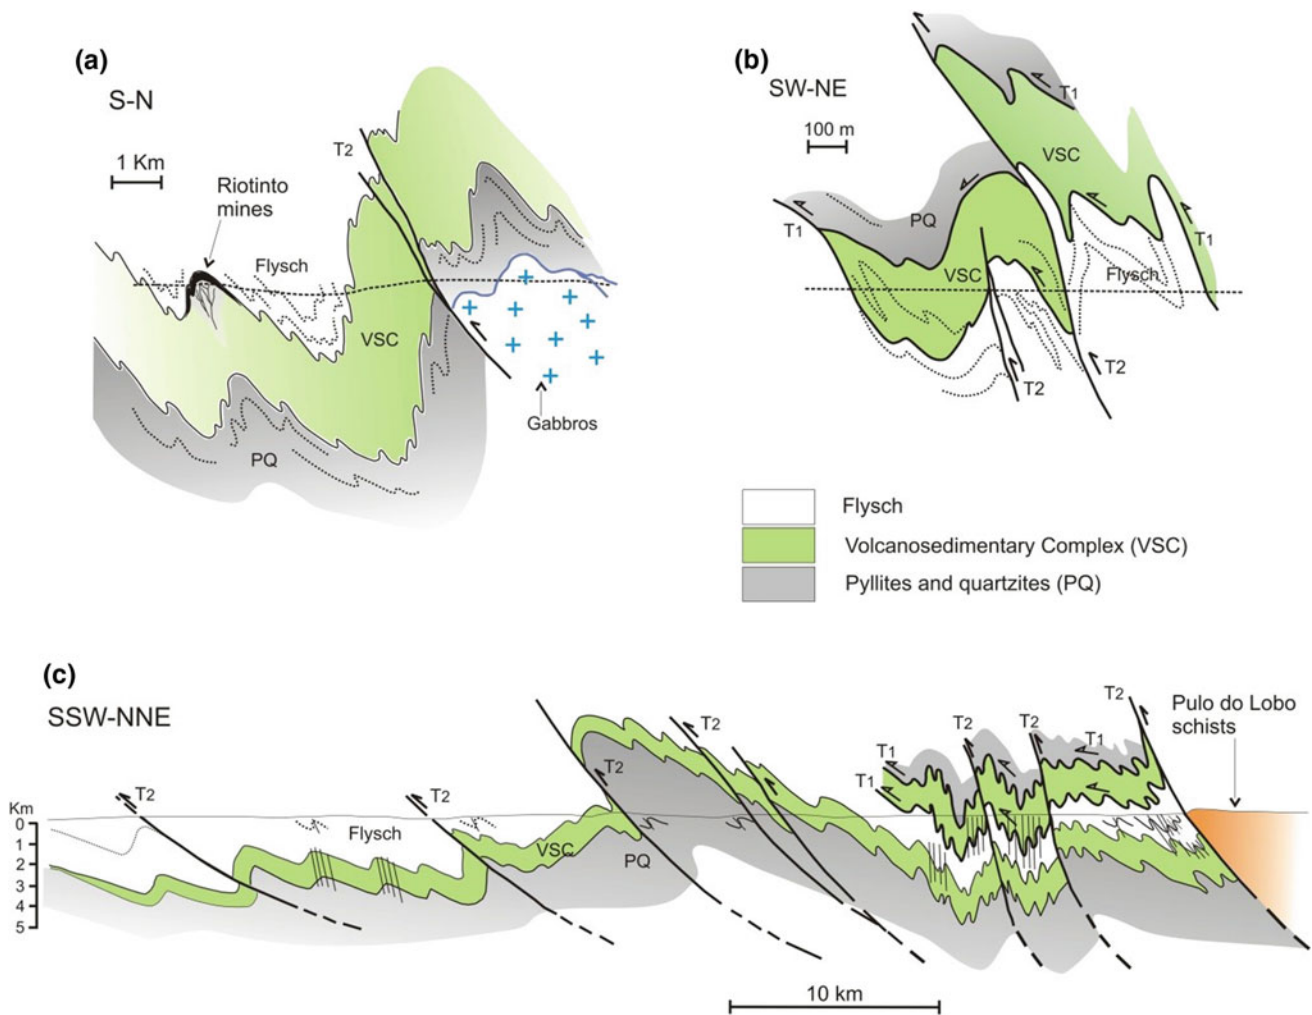 (a)
S-N
1 Km
Riotinto
mines
Flysch
T2
VSC
PQ
Gabbros
(b)
SW-NE
100 m
T1
VSC
PQ
T1
VSC
T1
Flysch
T2
T2
Flysch
Volcanosedimentary Complex (VSC)
Pyllites and quartzites (PQ)
(c)
SSW-NNE
Km
0
1
2
3
4
5
T2
Flysch
T2
VSC
T2
PQ
T2
T1
T1
T2
T2
T1
T2
Pulo do Lobo
schists
10 km